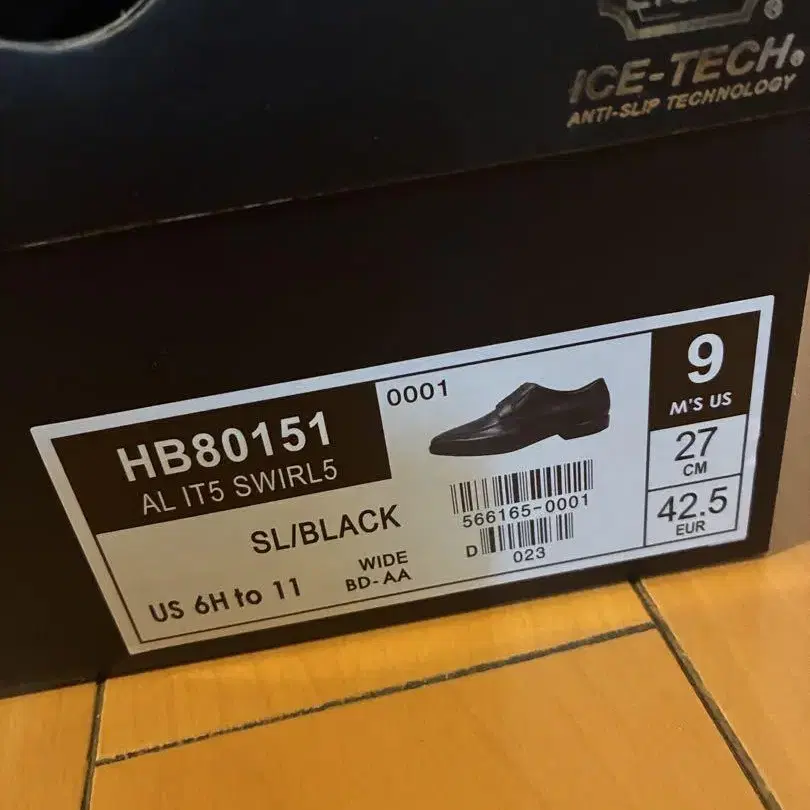 ICE-TECH®
ANTI-SLIP TECHNOLOGY
HB80151
AL IT5 SWIRL5
0001
SL/BLACK
US 6H to 11
WIDE
BD-AA
566165-0001
D
023
9
M'S US
27
CM
42.5
EUR